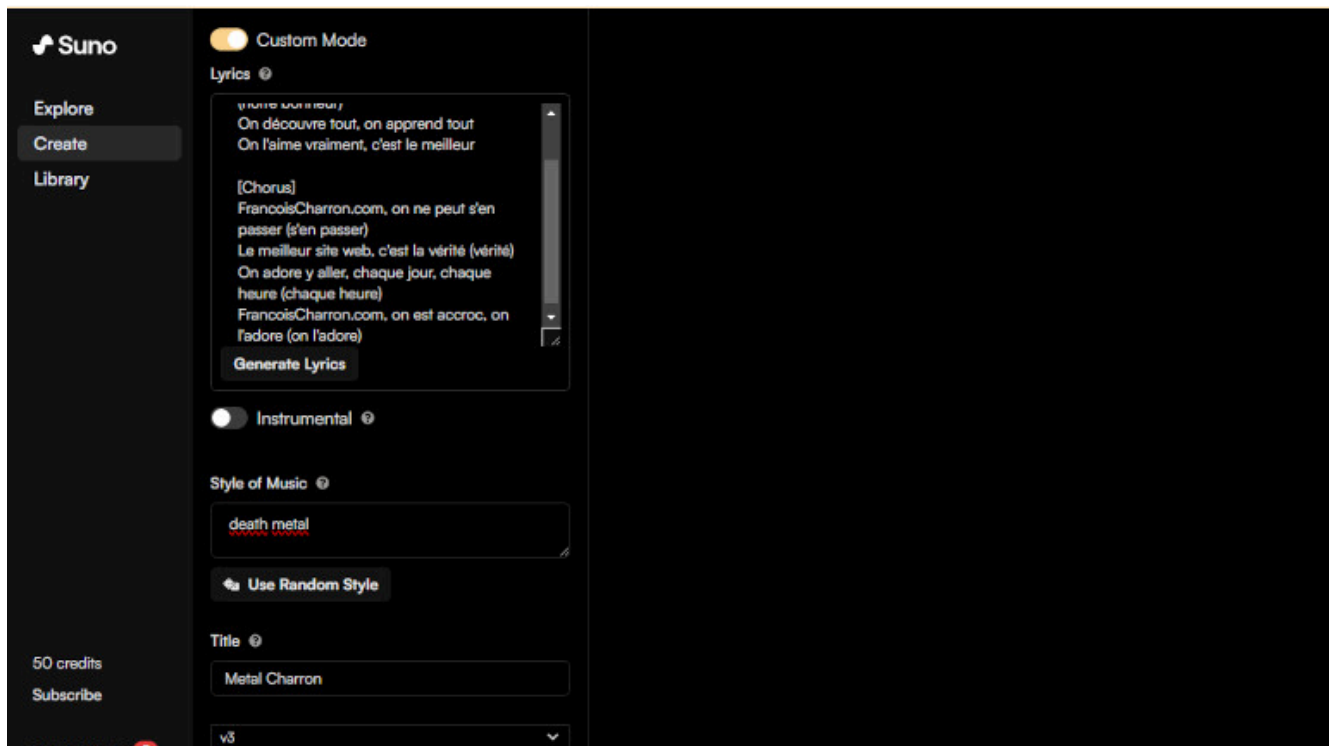 Suno
Explore
Create
Library
50 credits
Subscribe
Custom Mode
Lyrics
(notre bonheur)
On découvre tout, on apprend tout
On l'aime vraiment, c'est le meilleur
[Chorus]
FrancoisCharron.com, on ne peut s'en
passer (s'en passer)
Le meilleur site web, c'est la vérité (vérité)
On adore y aller, chaque jour, chaque
heure (chaque heure)
FrancoisCharron.com, on est accroc, on
l'adore (on l'adore)
Generate Lyrics
Instrumental
Style of Music
death metal
Use Random Style
Title
Metal Charron
v3